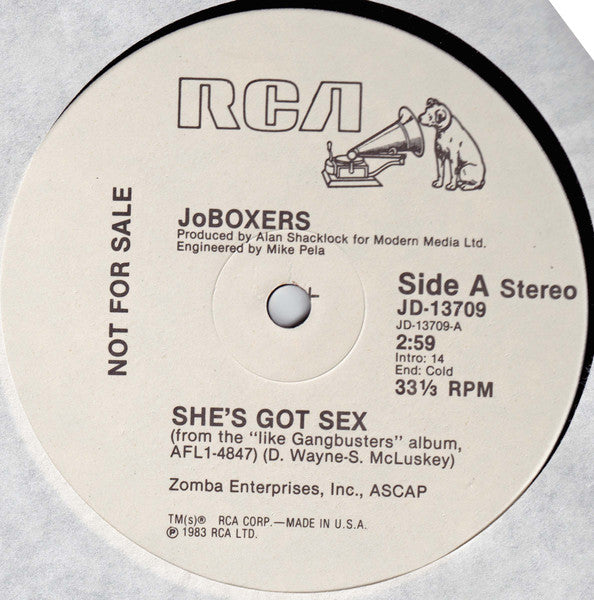 RCA
NOT FOR SALE
JoBOXERS
Produced by Alan Shacklock for Modern Media Ltd.
Engineered by Mike Pela
Side A Stereo
JD-13709
JD-13709-A
2:59
Intro: 14
End: Cold
33⅓ RPM
SHE'S GOT SEX
(from the "like Gangbusters" album,
AFL1-4847) (D. Wayne-S. McLuskey)
Zomba Enterprises, Inc., ASCAP
TM(s)® RCA CORP.—MADE IN U.S.A.
℗ 1983 RCA LTD.